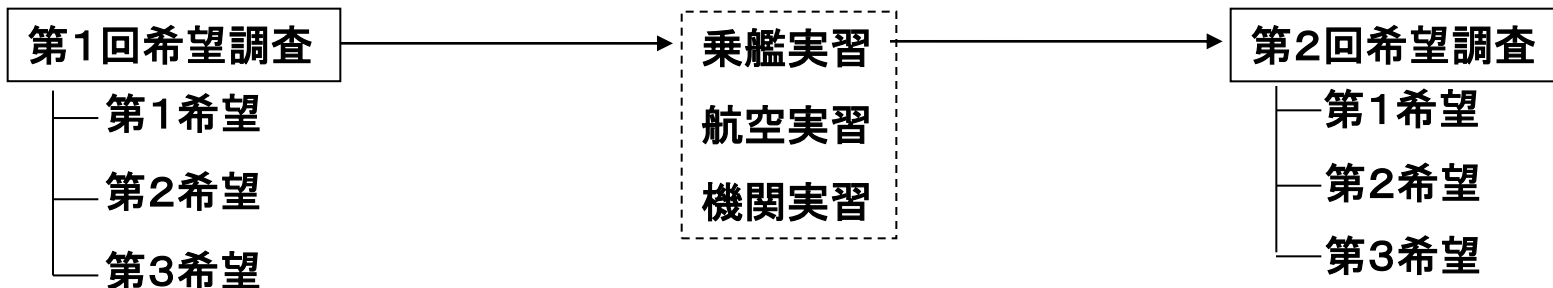 第1回希望調査
第1希望
第2希望
第3希望
乗艦実習
航空実習
機関実習
第2回希望調査
第1希望
第2希望
第3希望